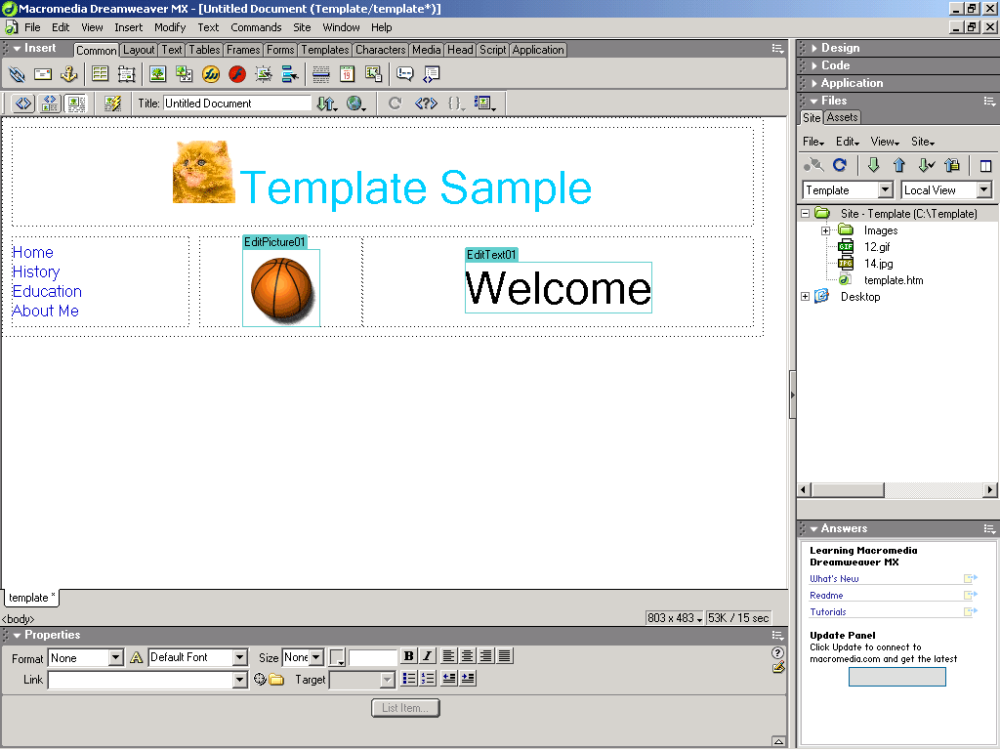 Macromedia Dreamweaver MX - [Untitled Document (Template/template*)]
File Edit View Insert Modify Text Commands Site Window Help
Insert Common Layout Text Tables Frames Forms Templates Characters Media Head Script Application
Title: Untitled Document
Template Sample
Home
History
Education
About Me
EditPicture01
EditText01
Welcome
template *
<body>
803 x 483 53K / 15 sec
Properties
Format None Default Font Size None B I
Link Target
List Item...
Design
Code
Application
Files
Site Assets
File Edit View Site
Template Local View
Site - Template (C:\Template)
Images
12.gif
14.jpg
template.htm
Desktop
Answers
Learning Macromedia
Dreamweaver MX
What's New
Readme
Tutorials
Update Panel
Click Update to connect to
macromedia.com and get the latest